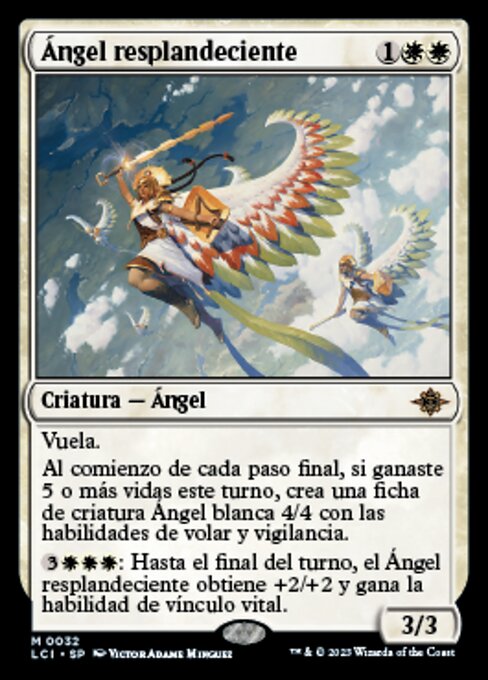 Ángel resplandeciente 1
Criatura — Ángel
Vuela.
Al comienzo de cada paso final, si ganaste
5 o más vidas este turno, crea una ficha
de criatura Ángel blanca 4/4 con las
habilidades de volar y vigilancia.
3: Hasta el final del turno, el Ángel
resplandeciente obtiene +2/+2 y gana la
habilidad de vínculo vital.
3/3
M 0032
LCI • SP Victor Adame Minguez
™ & © 2023 Wizards of the Coast